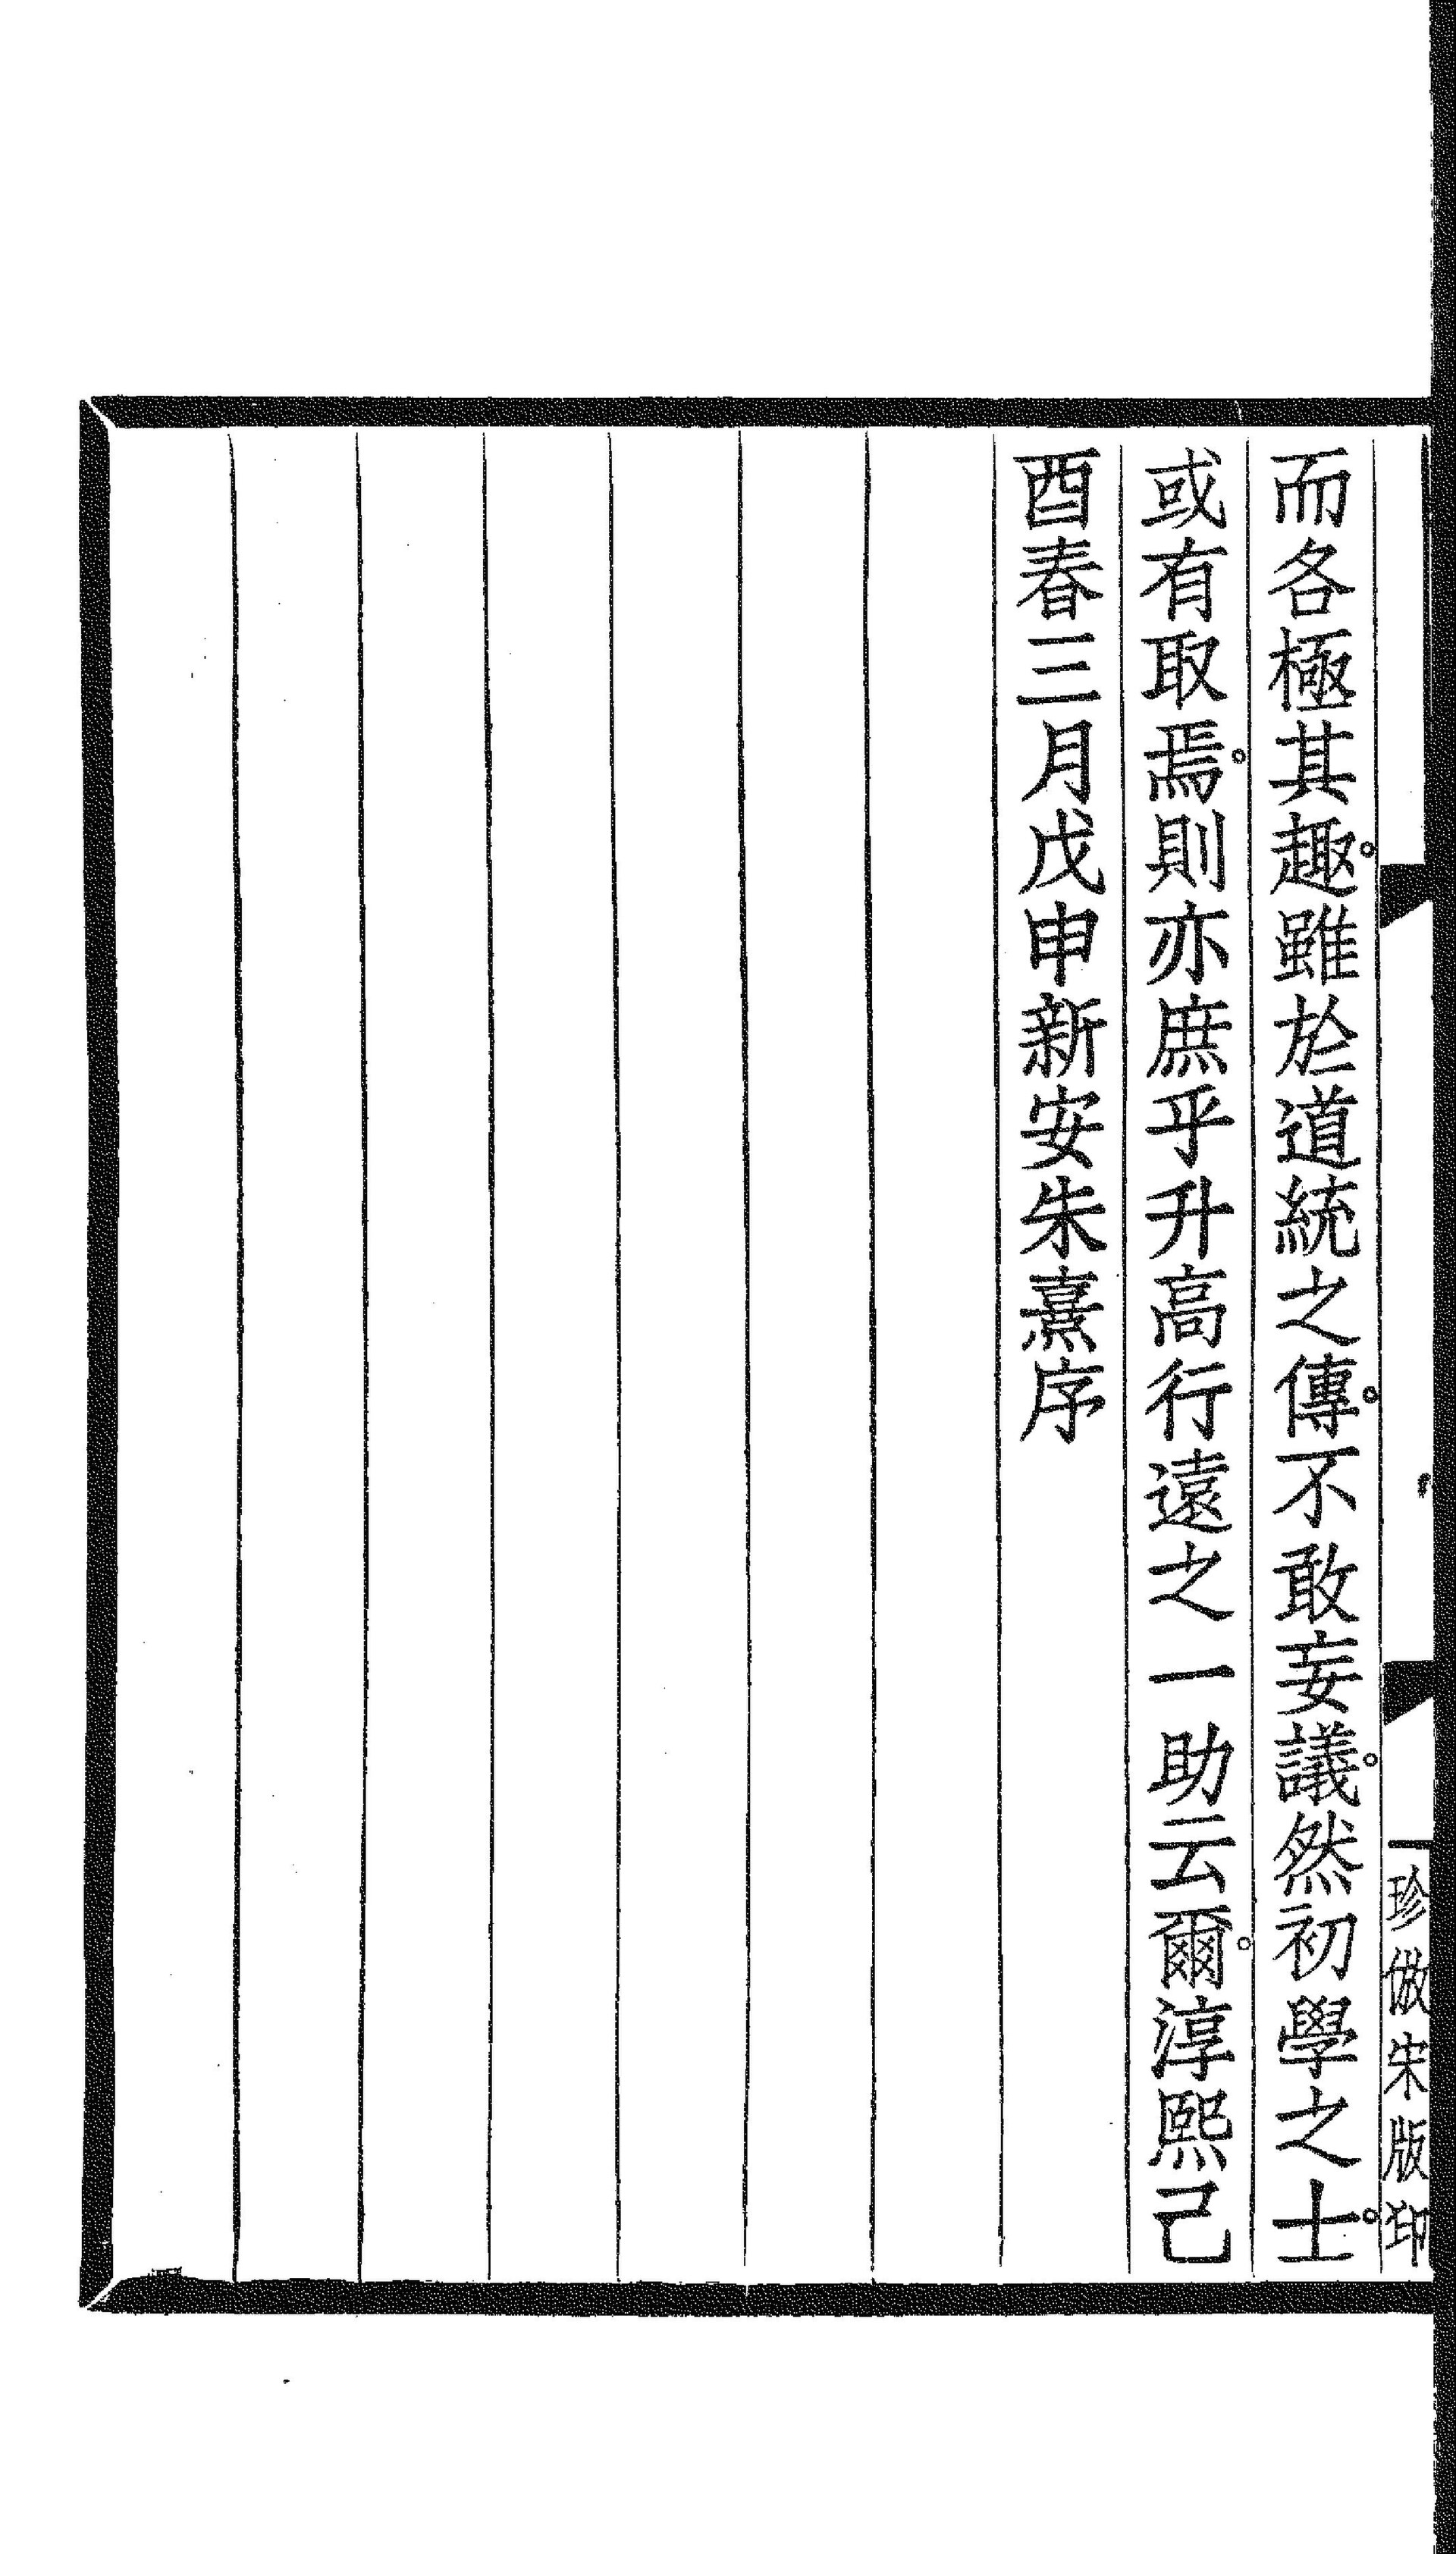 珍倣宋版印
而各極其趣。雖於道統之傳。不敢妄議。然初學之士。
或有取焉。則亦庶乎升高行遠之一助云爾。淳熙己
酉春三月戊申新安朱熹序